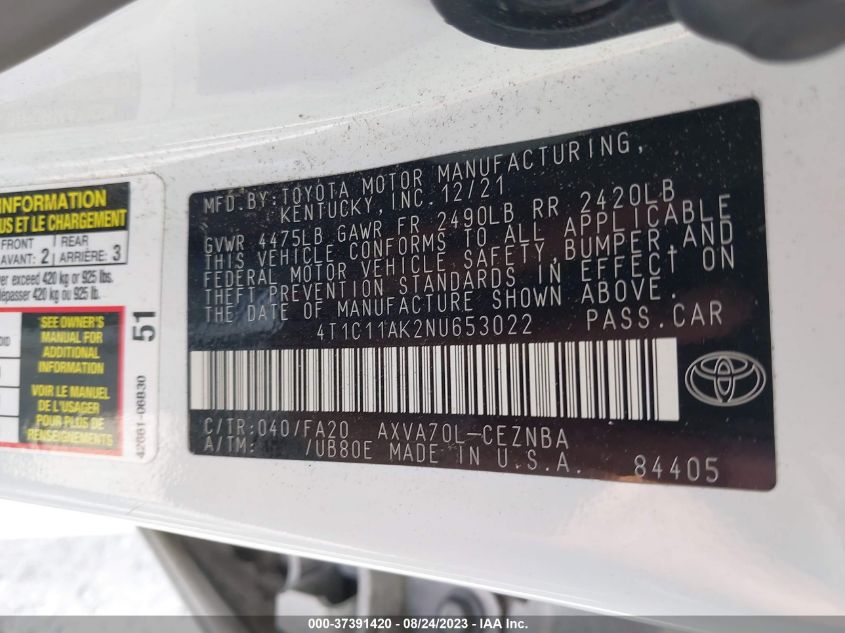 MFD.BY:TOYOTA MOTOR MANUFACTURING,
KENTUCKY, INC.12/21
GVWR 4475LB GAWR FR 2490LB RR 2420LB
THIS VEHICLE CONFORMS TO ALL APPLICABLE
FEDERAL MOTOR VEHICLE SAFETY,BUMPER,AND
THEFT PREVENTION STANDARDS IN EFFECT ON
THE DATE OF MANUFACTURE SHOWN ABOVE.
4T1C11AK2NU653022 PASS.CAR
C/TR:040/FA20 AXVA70L-CEZNBA
A/TM: /UB80E MADE IN U.S.A. 84405
INFORMATION
US ET LE CHARGEMENT
FRONT REAR
AVANT: 2 ARRIÈRE: 3
er exceed 420 kg or 925 lbs.
dépasser 420 kg ou 925 lb.
SEE OWNER'S
MANUAL FOR
ADDITIONAL
INFORMATION
VOIR LE MANUEL
DE L'USAGER
POUR PLUS DE
RENSEIGNEMENTS
51
42661-06B30
000-37391420 - 08/24/2023 - IAAI.COM